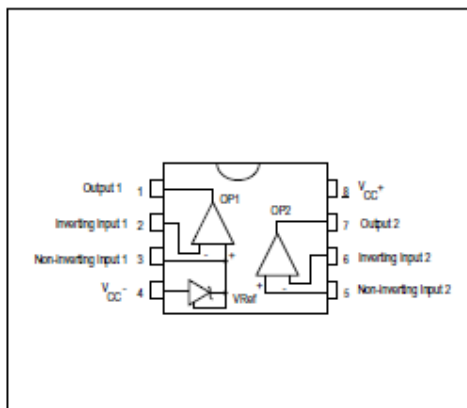 Output 1 1
Inverting Input 1 2
Non-inverting Input 1 3
VCC- 4
OP1
- +
VRef
OP2
+ -
8 VCC+
7 Output 2
6 Inverting Input 2
5 Non-inverting Input 2